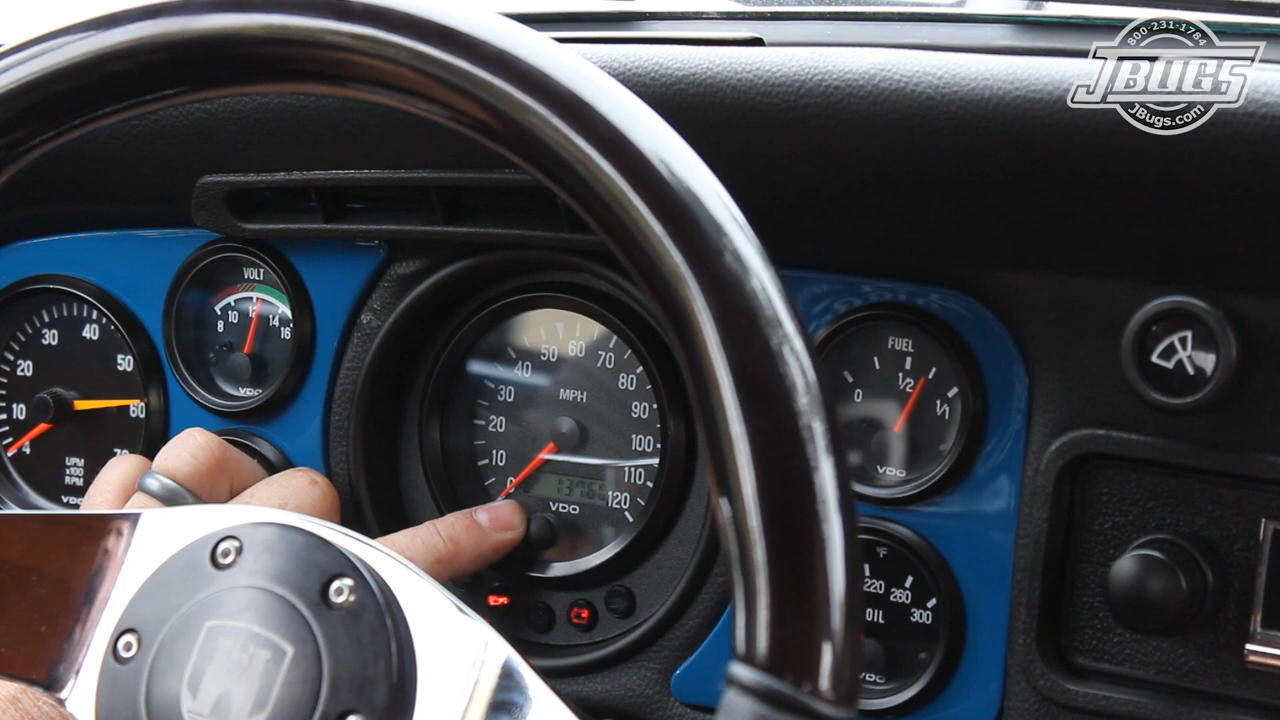 800-231-1784
JBUGS
JBugs.com
VOLT
8 10 12 14 16
VDO
10 20 30 40 50 60 70
UPM
x100
RPM
VDO
0 10 20 30 40 50 60 70 80 90 100 110 120
MPH
VDO
FUEL
0 1/2 1/1
VDO
°F
220 260 300
OIL
VDO